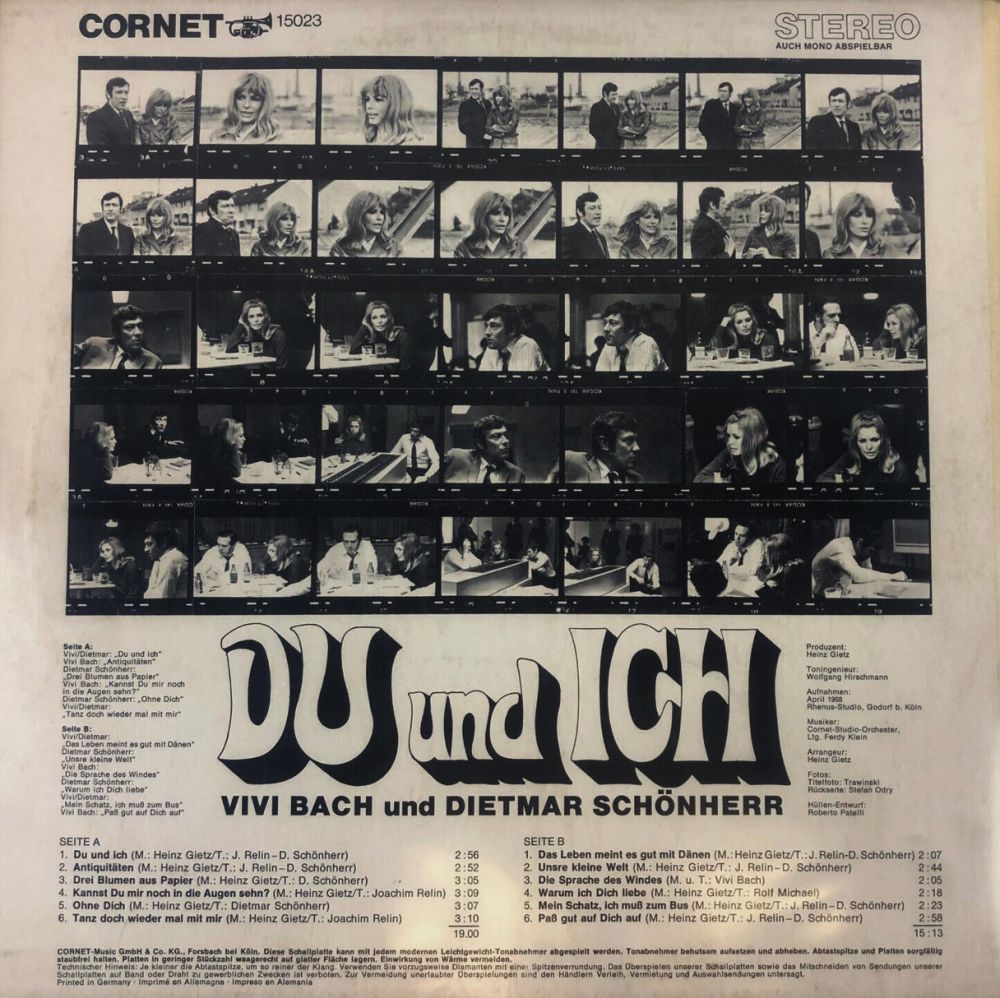 CORNET 15023
STEREO
AUCH MONO ABSPIELBAR
Seite A:
Vivi/Dietmar: „Du und ich"
Vivi Bach: „Antiquitäten"
Dietmar Schönherr:
„Drei Blumen aus Papier"
Vivi Bach: „Kannst Du mir noch
in die Augen sehn?"
Dietmar Schönherr: „Ohne Dich"
Vivi/Dietmar:
„Tanz doch wieder mal mit mir"
Seite B:
Vivi/Dietmar:
„Das Leben meint es gut mit Dänen"
Dietmar Schönherr:
„Unsre kleine Welt"
Vivi Bach:
„Die Sprache des Windes"
Dietmar Schönherr:
„Warum ich Dich liebe"
Vivi/Dietmar:
„Mein Schatz, ich muß zum Bus"
Vivi Bach: „Paß gut auf Dich auf"
DU und ICH
VIVI BACH und DIETMAR SCHÖNHERR
Produzent:
Heinz Gietz
Toningenieur:
Wolfgang Hirschmann
Aufnahmen:
April 1968
Rhenus-Studio, Godorf b. Köln
Musiker:
Cornet-Studio-Orchester,
Ltg. Ferdy Klein
Arrangeur:
Heinz Gietz
Fotos:
Titelfoto: Trawinski
Rückseite: Stefan Odry
Hüllen-Entwurf:
Roberto Patelli
SEITE A
1. Du und ich (M.: Heinz Gietz/T.: J. Relin–D. Schönherr) 2:56
2. Antiquitäten (M.: Heinz Gietz/T.: J. Relin–D. Schönherr) 2:52
3. Drei Blumen aus Papier (M.: Heinz Gietz/T.: D. Schönherr) 3:05
4. Kannst Du mir noch in die Augen sehn? (M.: Heinz Gietz/T.: Joachim Relin) 3:09
5. Ohne Dich (M.: Heinz Gietz/T.: Dietmar Schönherr) 3:07
6. Tanz doch wieder mal mit mir (M.: Heinz Gietz/T.: Joachim Relin) 3:10
19.00
SEITE B
1. Das Leben meint es gut mit Dänen (M.: Heinz Gietz/T.: J. Relin-D. Schönherr) 2:07
2. Unsre kleine Welt (M.: Heinz Gietz/T.: J. Relin–D. Schönherr) 2:44
3. Die Sprache des Windes (M. u. T.: Vivi Bach) 2:05
4. Warum ich Dich liebe (M.: Heinz Gietz/T.: Rolf Michael) 2:18
5. Mein Schatz, ich muß zum Bus (M.: Heinz Gietz/T.: J. Relin–D. Schönherr) 2:23
6. Paß gut auf Dich auf (M.: Heinz Gietz/T.: J. Relin–D. Schönherr) 2:58
15:13
CORNET-Music GmbH & Co. KG., Forsbach bei Köln. Diese Schallplatte kann mit jedem modernen Leichtgewicht-Tonabnehmer abgespielt werden. Tonabnehmer behutsam aufsetzen und abheben. Abtastspitze und Platten sorgfältig
staubfrei halten. Platten in geringer Stückzahl waagerecht auf glatter Fläche lagern. Einwirkung von Wärme vermeiden.
Technischer Hinweis: Je kleiner die Abtastspitze, um so reiner der Klang. Verwenden Sie vorzugsweise Diamanten mit einer Spitzenverrundung. Das Überspielen unserer Schallplatten sowie das Mitschneiden von Sendungen unserer
Schallplatten auf Band oder Draht zu gewerblichen Zwecken ist verboten. Zur Vermeidung unerlaubter Überspielungen sind den Händlern Verleih, Vermietung und Auswahlsendungen untersagt.
Printed in Germany · Imprimé en Allemagne · Impreso en Alemania